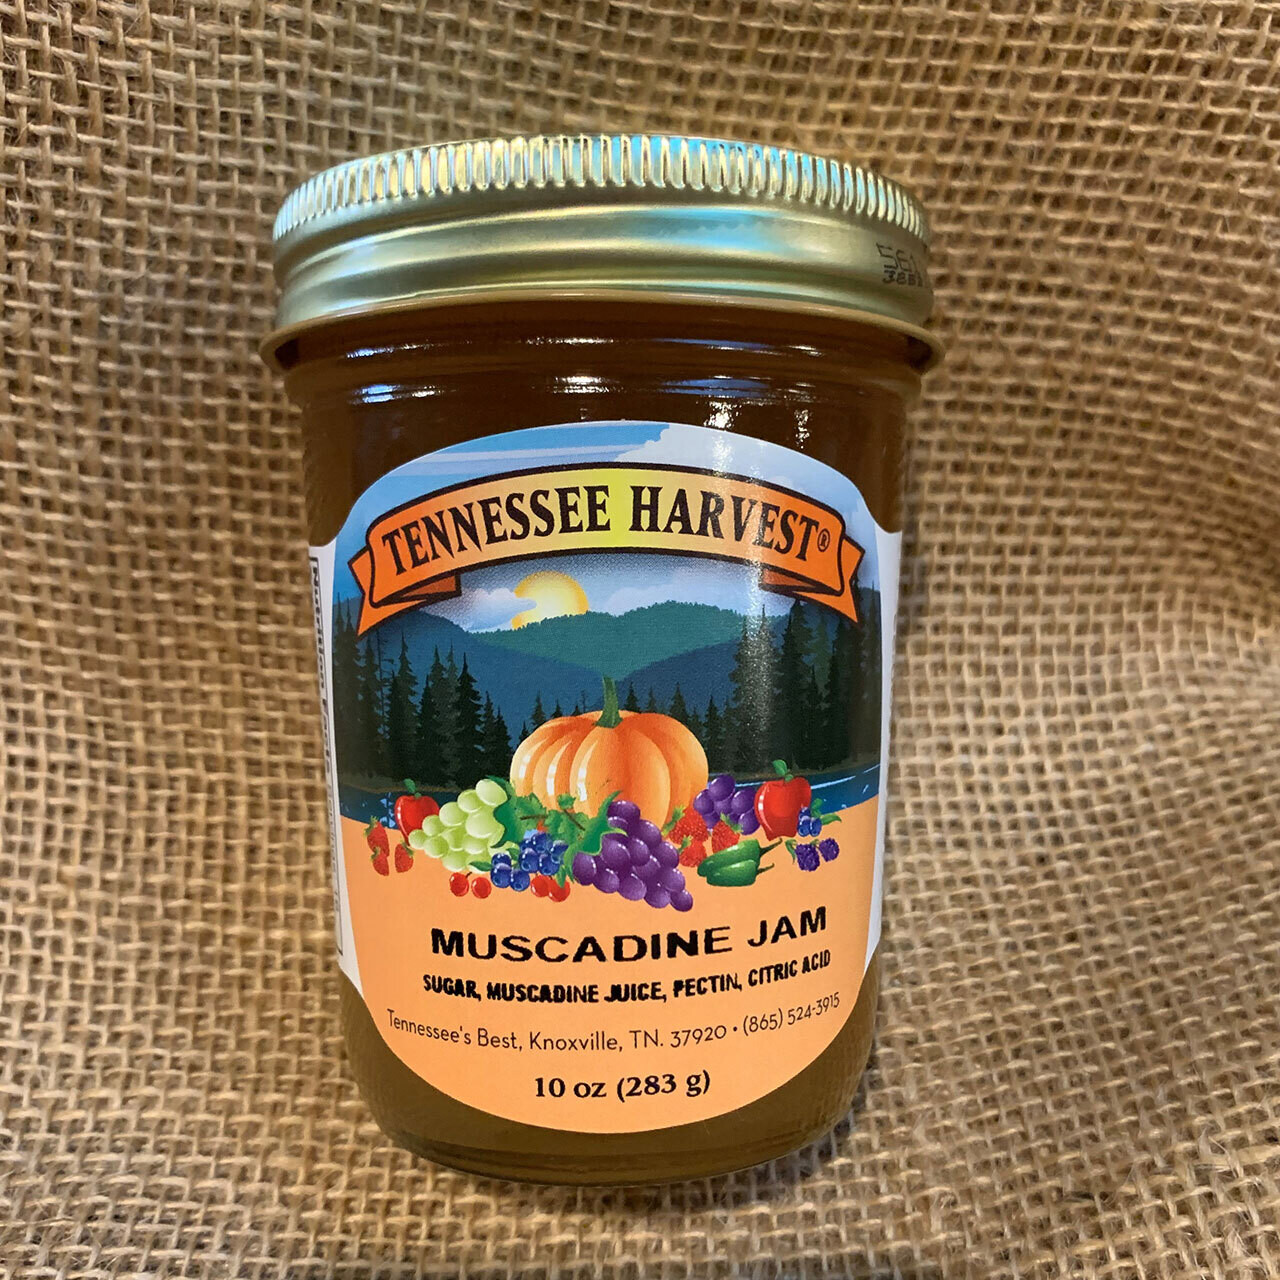 TENNESSEE HARVEST®
MUSCADINE JAM
SUGAR, MUSCADINE JUICE, PECTIN, CITRIC ACID
Tennessee's Best, Knoxville, TN. 37920 • (865) 524-3915
10 oz (283 g)